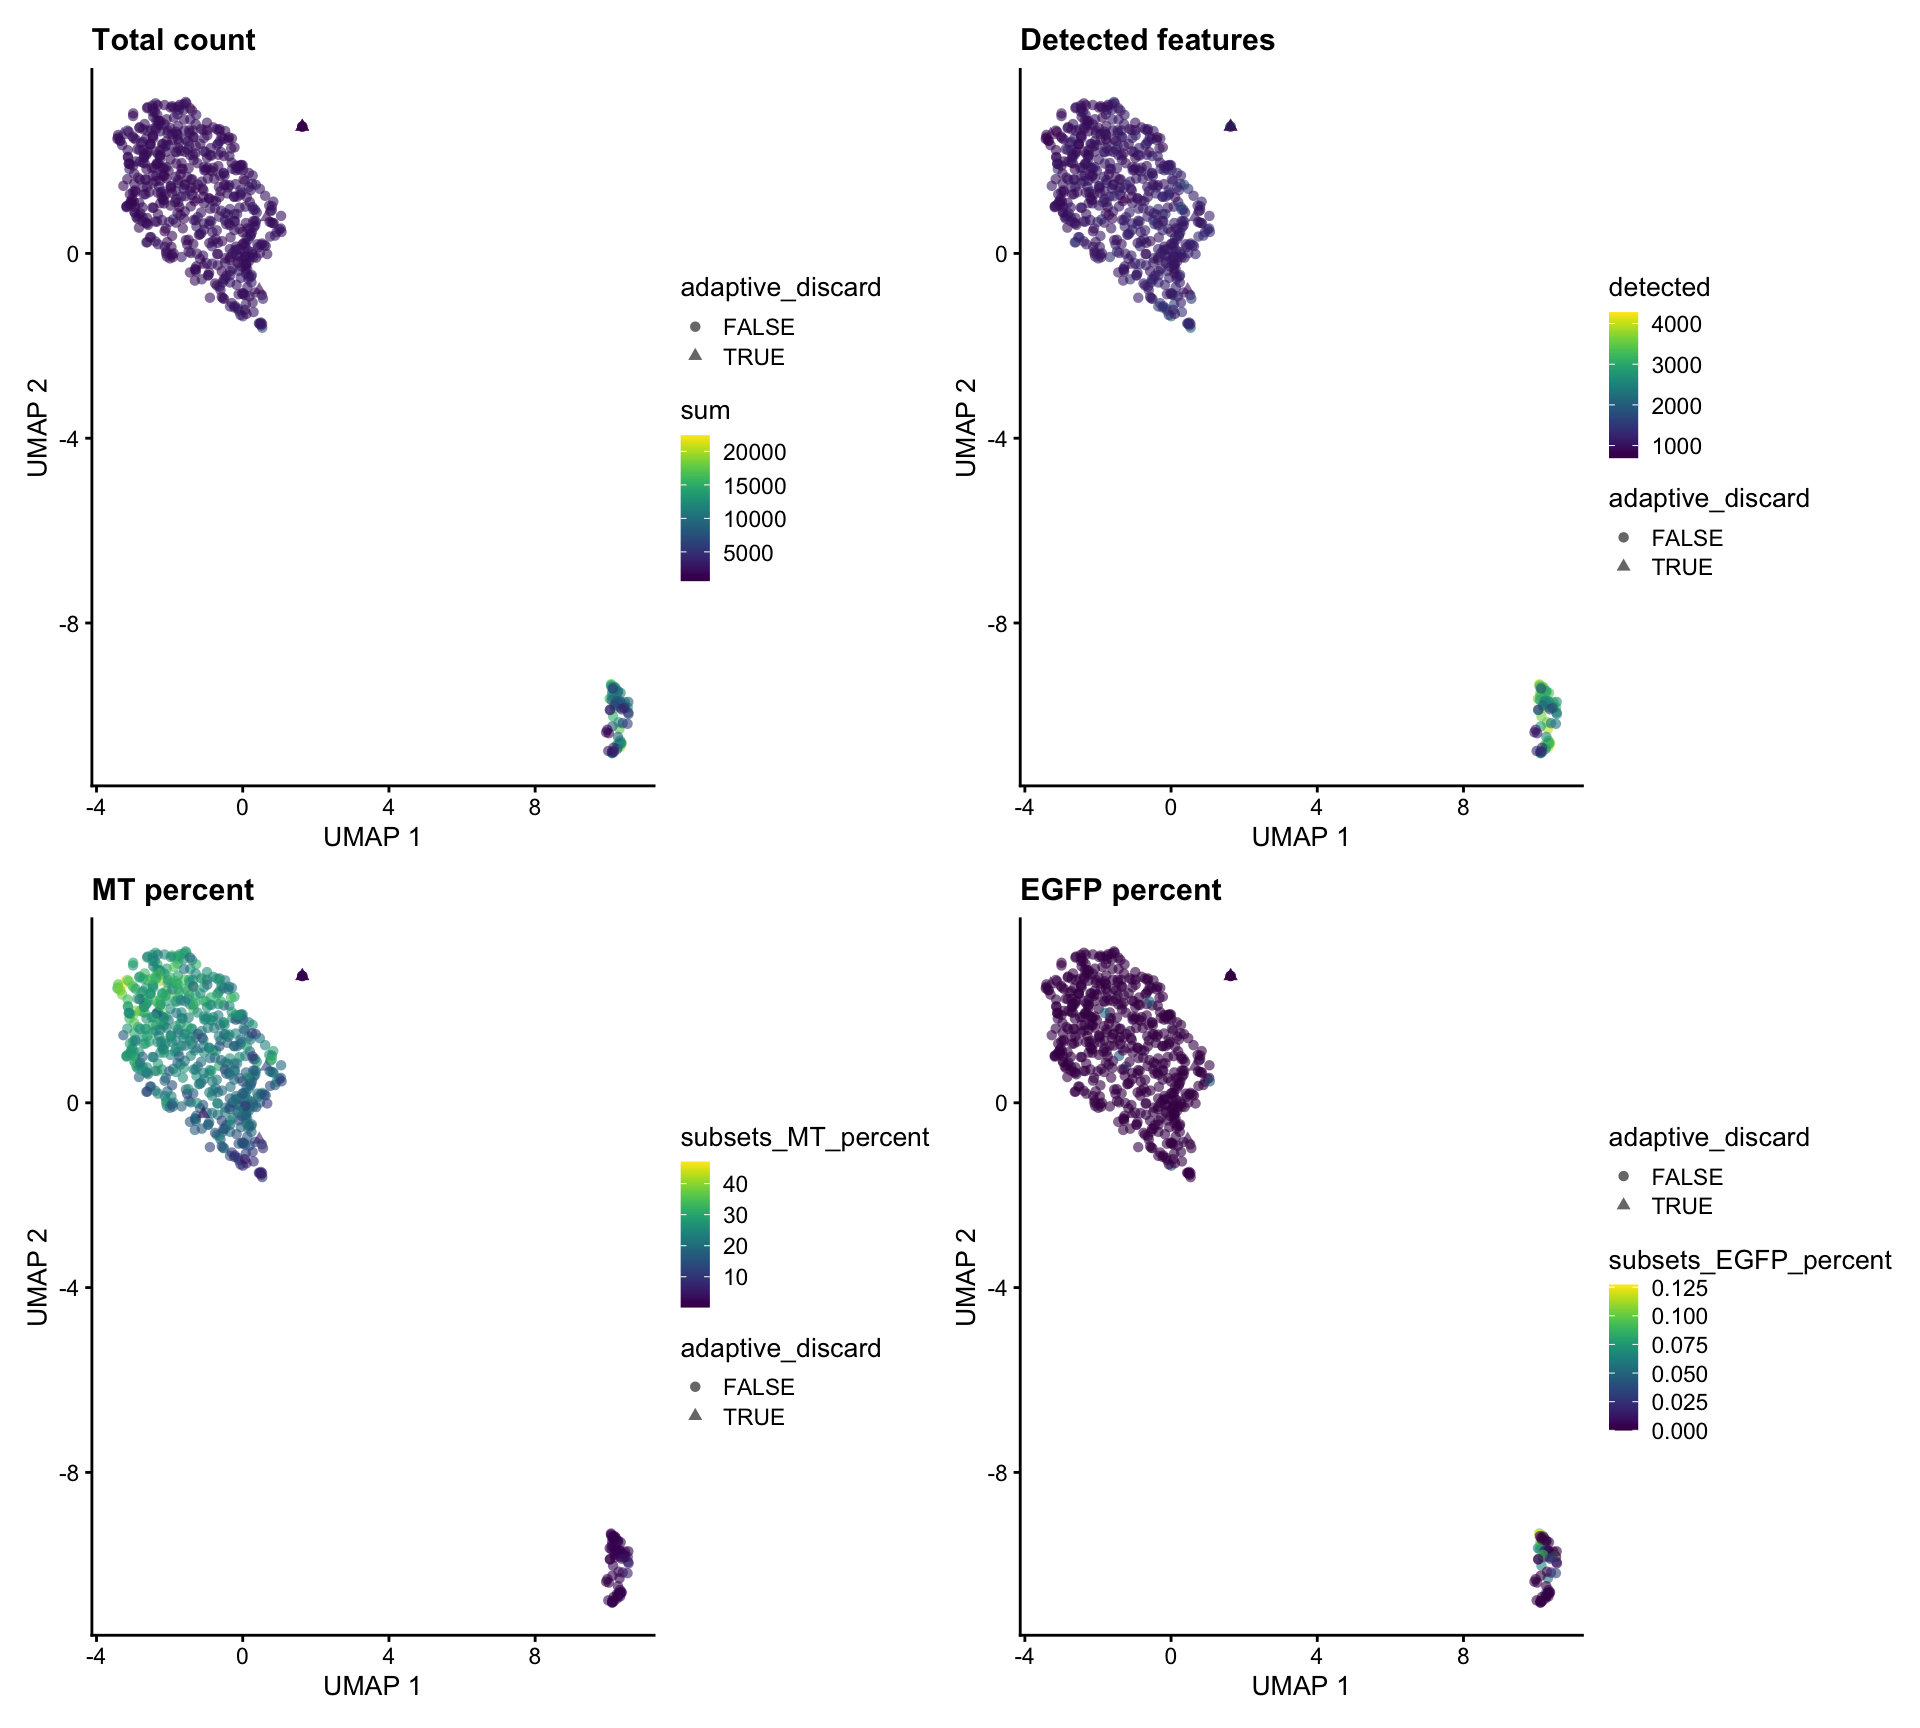 Total count
0
-4
-8
-4
0
4
8
UMAP 1
UMAP 2
adaptive_discard
FALSE
TRUE
sum
20000
15000
10000
5000
Detected features
0
-4
-8
-4
0
4
8
UMAP 1
UMAP 2
detected
4000
3000
2000
1000
adaptive_discard
FALSE
TRUE
MT percent
0
-4
-8
-4
0
4
8
UMAP 1
UMAP 2
subsets_MT_percent
40
30
20
10
adaptive_discard
FALSE
TRUE
EGFP percent
0
-4
-8
-4
0
4
8
UMAP 1
UMAP 2
adaptive_discard
FALSE
TRUE
subsets_EGFP_percent
0.125
0.100
0.075
0.050
0.025
0.000